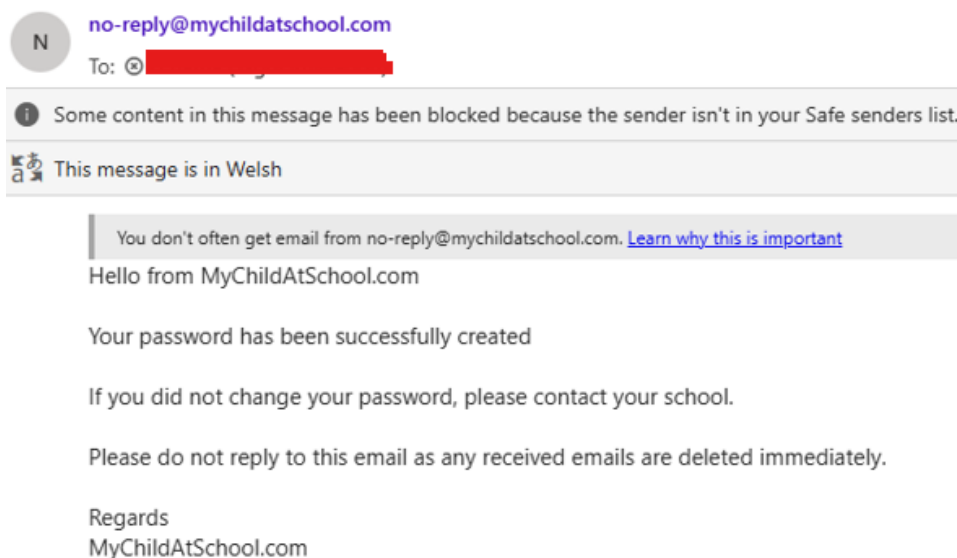 N
no-reply@mychildatschool.com
To:
Some content in this message has been blocked because the sender isn't in your Safe senders list.
This message is in Welsh
You don't often get email from no-reply@mychildatschool.com. Learn why this is important
Hello from MyChildAtSchool.com
Your password has been successfully created
If you did not change your password, please contact your school.
Please do not reply to this email as any received emails are deleted immediately.
Regards
MyChildAtSchool.com